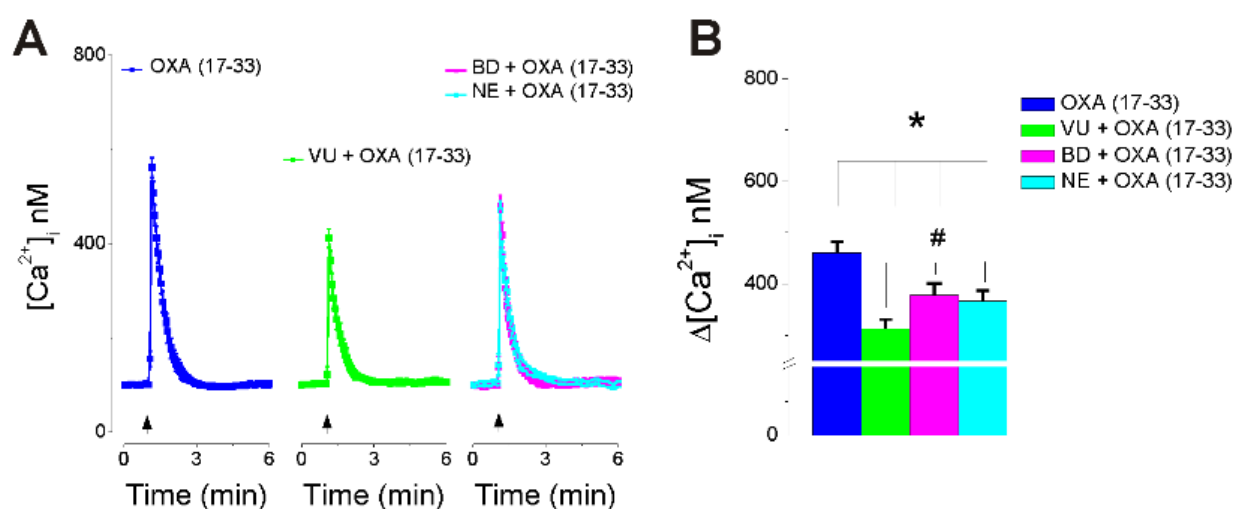 A
800
OXA (17-33)
BD + OXA (17-33)
NE + OXA (17-33)
VU + OXA (17-33)
[Ca²⁺]ᵢ nM
400
0
0 3 6
0 3 6
0 3 6
Time (min)
Time (min)
Time (min)
B
800
OXA (17-33)
VU + OXA (17-33)
BD + OXA (17-33)
NE + OXA (17-33)
*
600
Δ[Ca²⁺]ᵢ nM
#
400
0